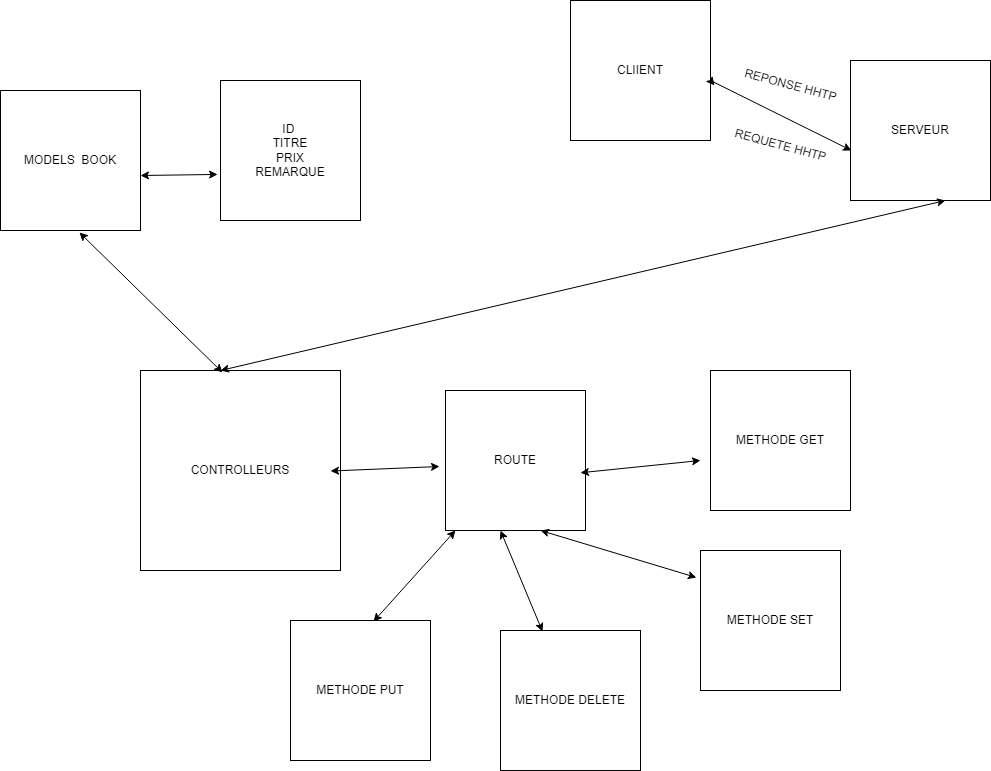 CLIIENT
REPONSE HHTP
REQUETE HHTP
SERVEUR
MODELS BOOK
ID
TITRE
PRIX
REMARQUE
CONTROLLEURS
ROUTE
METHODE GET
METHODE SET
METHODE PUT
METHODE DELETE